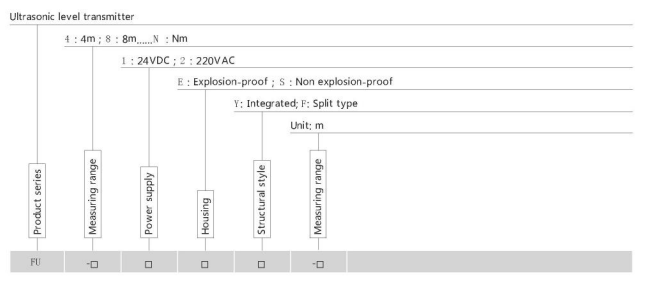 Ultrasonic level transmitter
4 : 4m ; 8 : 8m......N : Nm
1 : 24VDC ; 2 : 220VAC
E : Explosion-proof ; S : Non explosion-proof
Y: Integrated; F: Split type
Unit: m
Product series
Measuring range
Power supply
Housing
Structural style
Measuring range
FU -□ □ □ □ -□